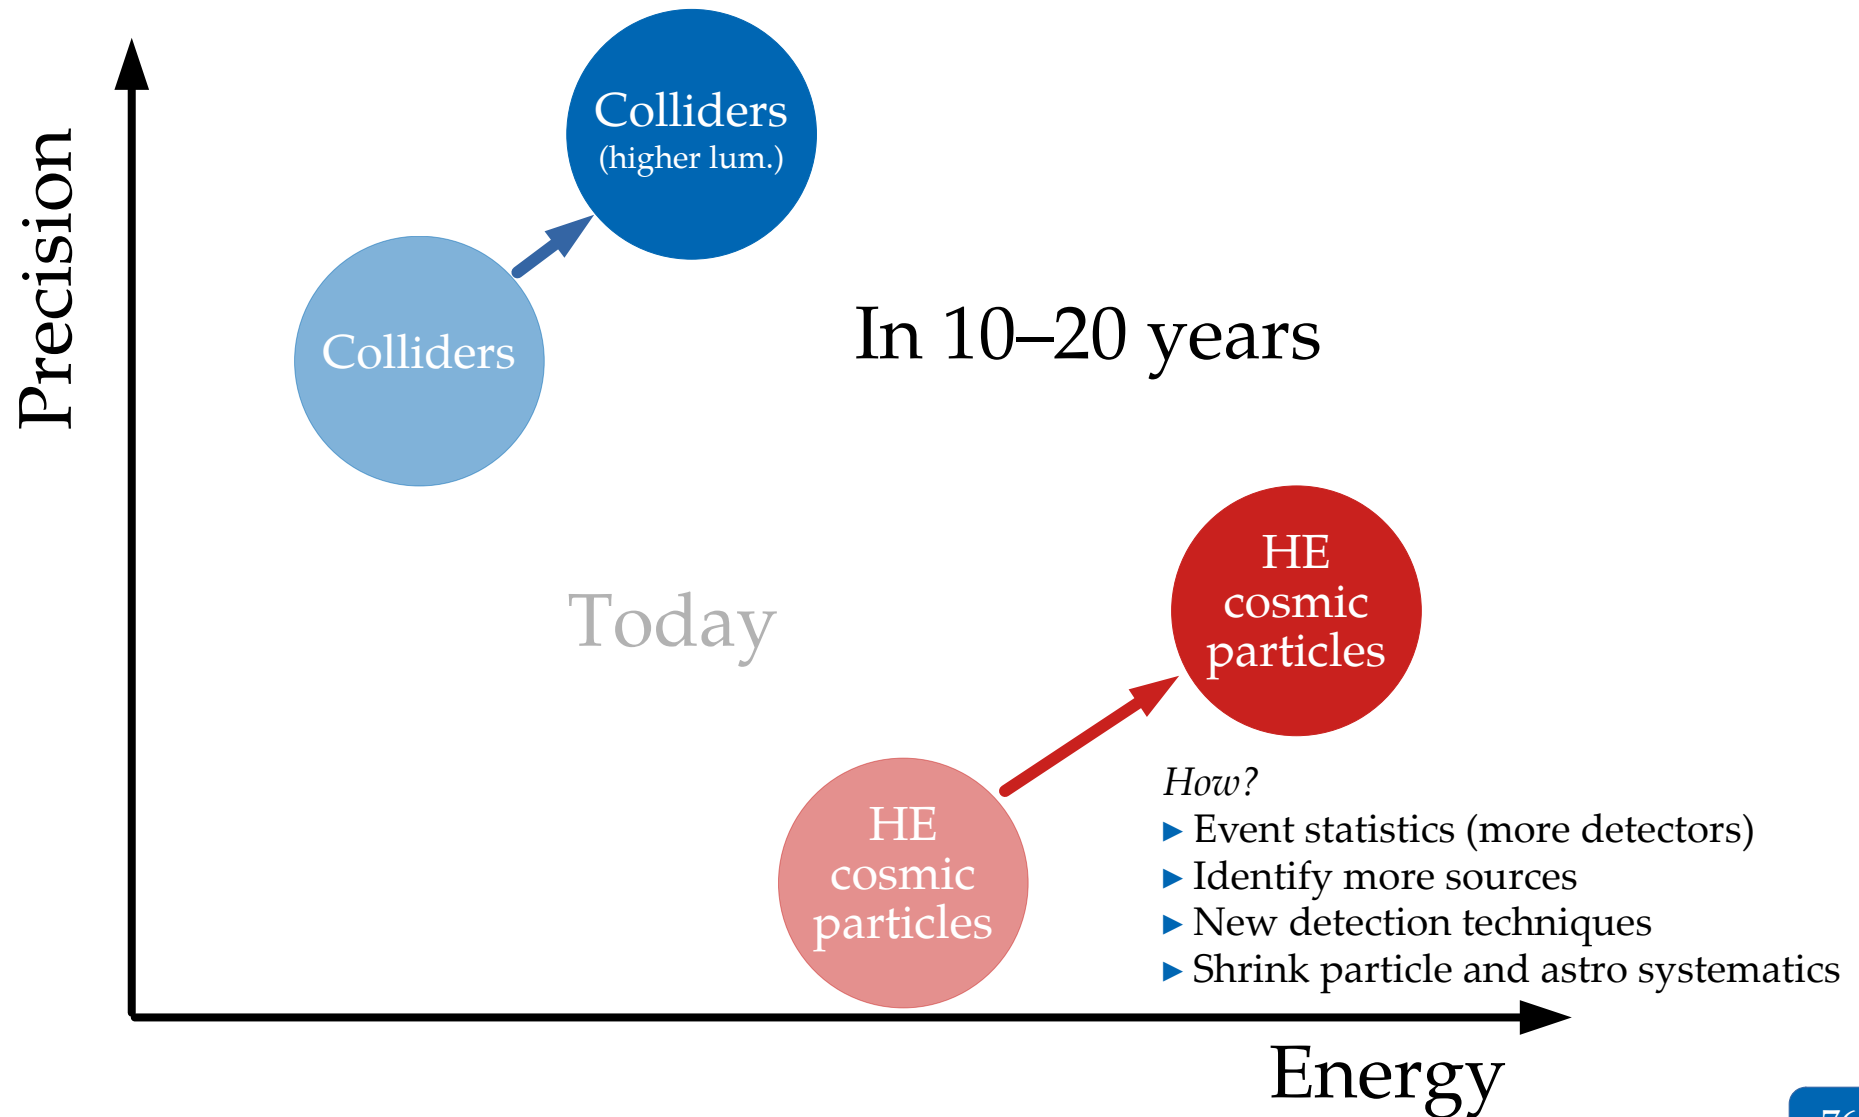 Precision
Colliders
(higher lum.)
Colliders
In 10–20 years
Today
HE
cosmic
particles
HE
cosmic
particles
How?
▸ Event statistics (more detectors)
▸ Identify more sources
▸ New detection techniques
▸ Shrink particle and astro systematics
Energy